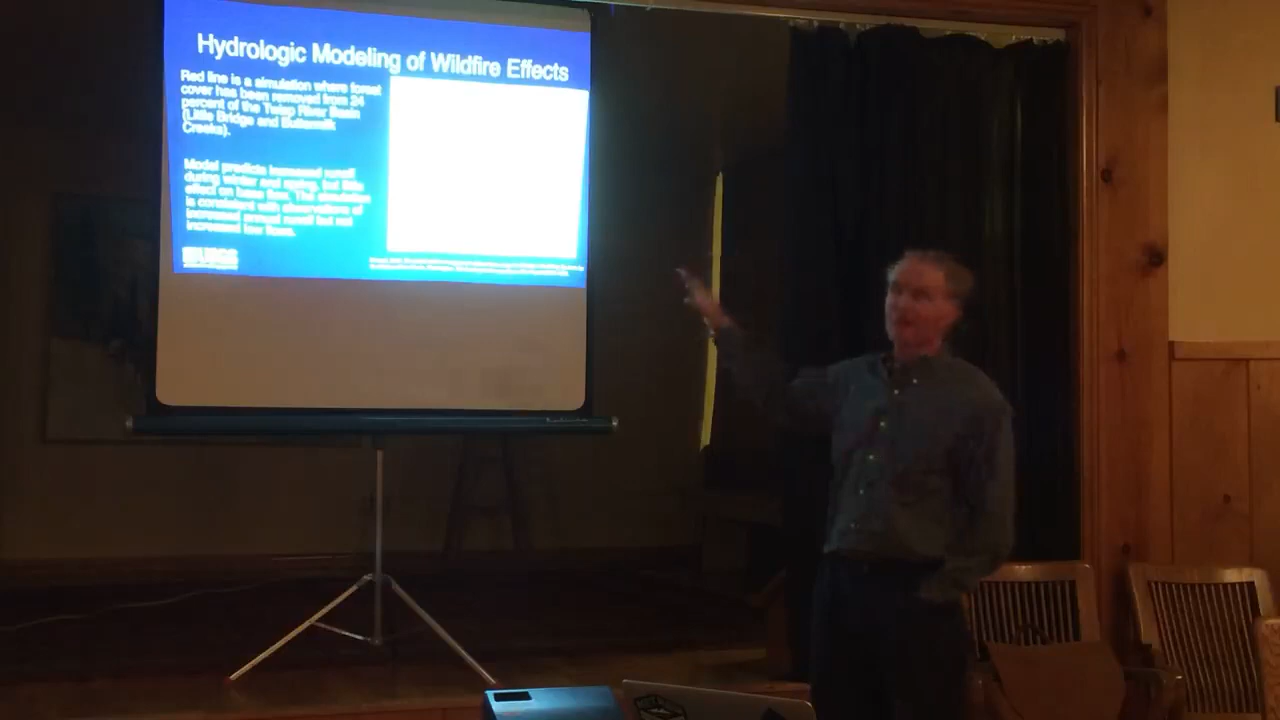 Hydrologic Modeling of Wildfire Effects
Red line is a simulation where forest
cover has been removed from 24
percent of the Twisp River Basin
(Little Bridge and Buttermilk
Creeks).
Model predicts increased runoff
during winter and spring, but little
effect on base flow. The simulation
is consistent with observations of
increased annual runoff but not
increased low flows.
USGS